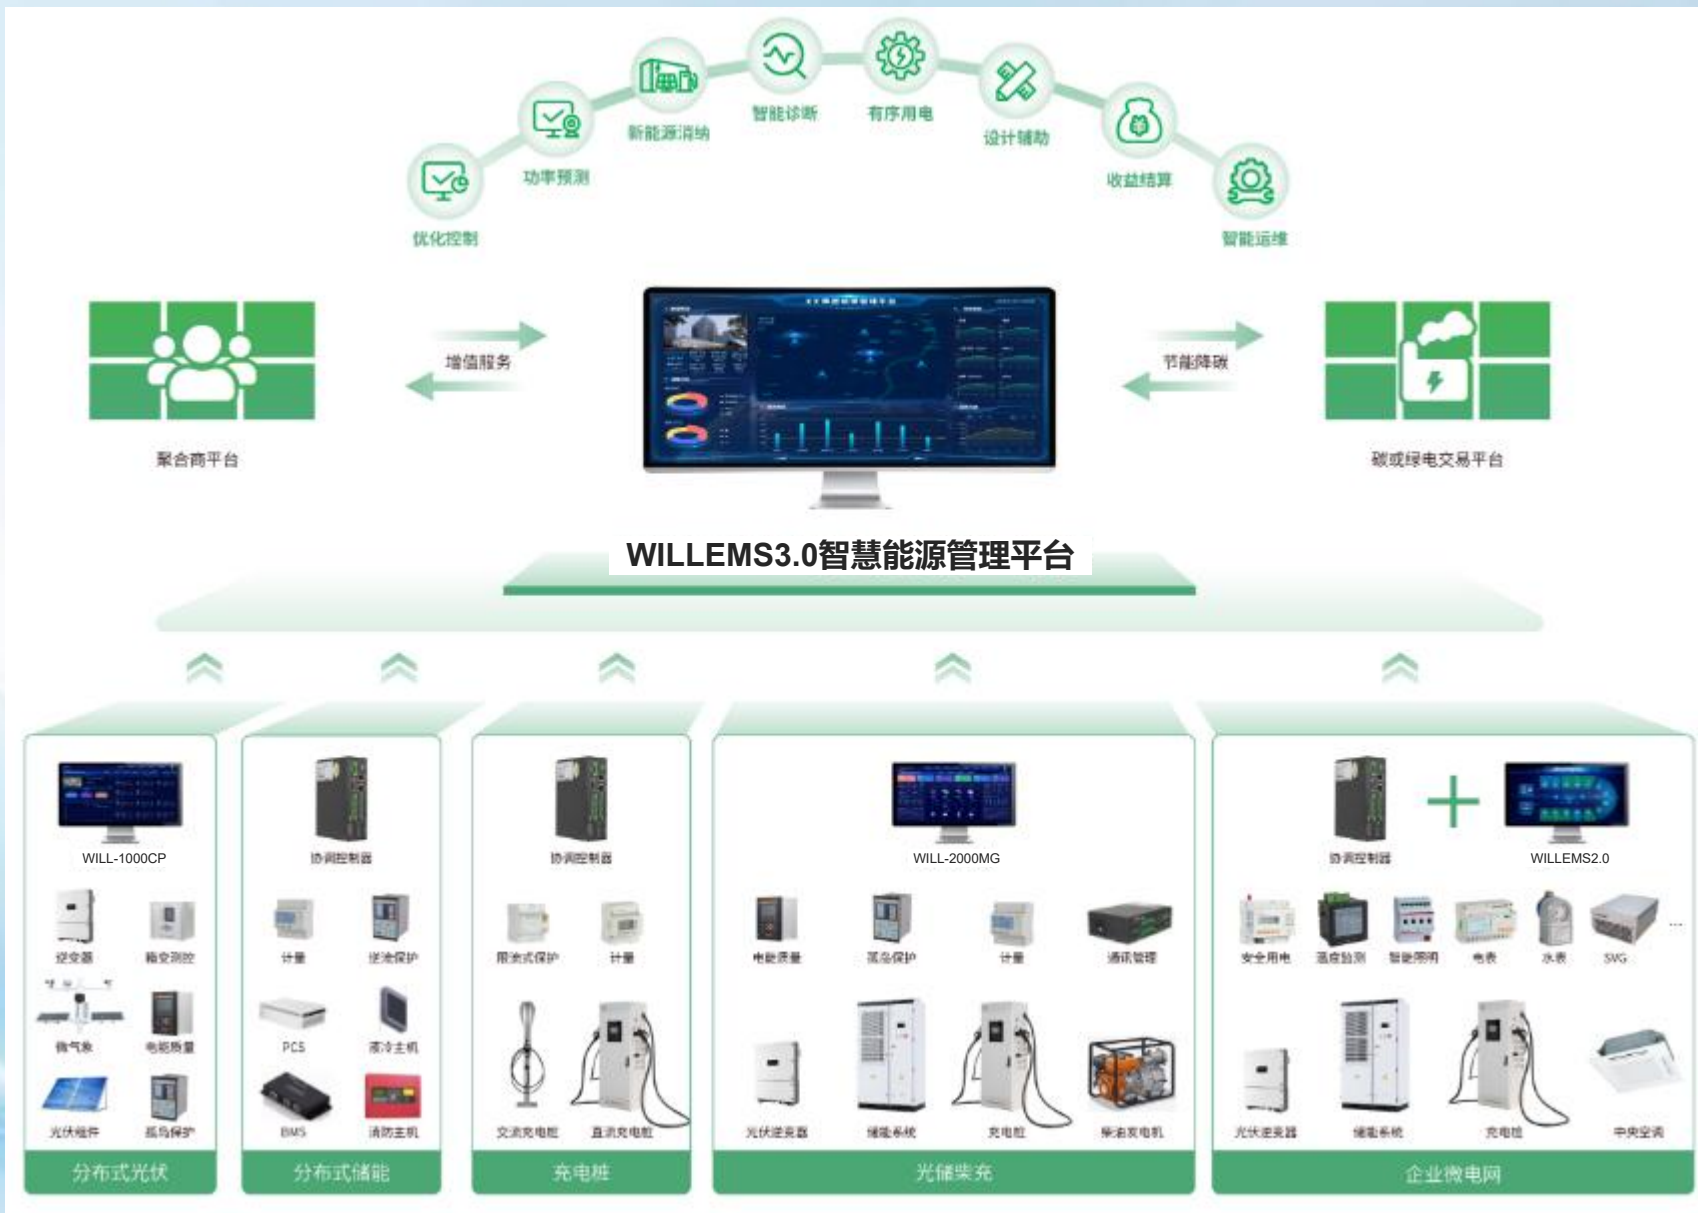 优化控制
功率预测
新能源消纳
智能诊断
有序用电
设计辅助
收益结算
智能运维
聚合商平台
增值服务
节能降碳
碳或绿电交易平台
WILLEMS3.0智慧能源管理平台
WILL-1000CP
逆变器
箱变测控
微气象
电能质量
光伏组件
孤岛保护
分布式光伏
协调控制器
计量
逆流保护
PCS
液冷主机
BMS
消防主机
分布式储能
协调控制器
限流式保护
计量
交流充电桩
直流充电桩
充电桩
WILL-2000MG
电能质量
孤岛保护
计量
通讯管理
光伏逆变器
储能系统
充电桩
柴油发电机
光储柴充
协调控制器
WILLEMS2.0
安全用电
温度监测
智能照明
电表
水表
SVG
...
光伏逆变器
储能系统
充电桩
中央空调
企业微电网